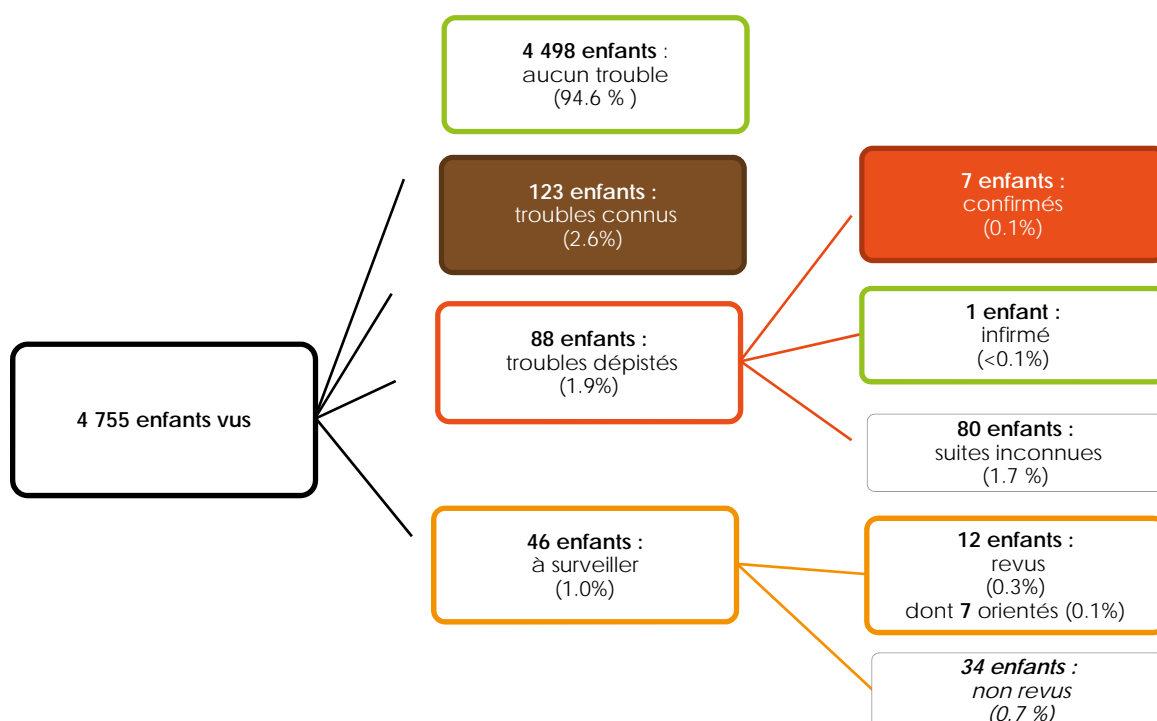 4 498 enfants :
aucun trouble
(94.6 % )
123 enfants :
troubles connus
(2.6%)
7 enfants :
confirmés
(0.1%)
1 enfant :
infirmé
(<0.1%)
88 enfants :
troubles dépistés
(1.9%)
4 755 enfants vus
80 enfants :
suites inconnues
(1.7 %)
46 enfants :
à surveiller
(1.0%)
12 enfants :
revus
(0.3%)
dont 7 orientés (0.1%)
34 enfants :
non revus
(0.7 %)